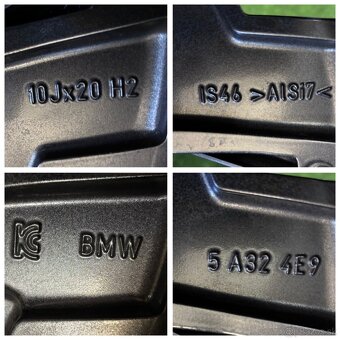 10Jx20 H2
IS46 >AlS17<
KC BMW
5 A32 4E9